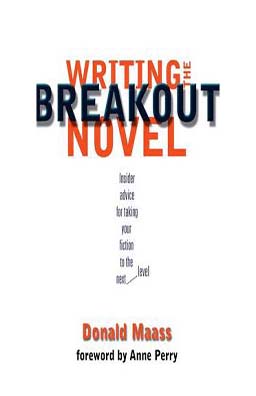 WRITING THE
BREAKOUT
NOVEL
Insider
advice
for taking
your
fiction
to the
next level
Donald Maass
foreword by Anne Perry